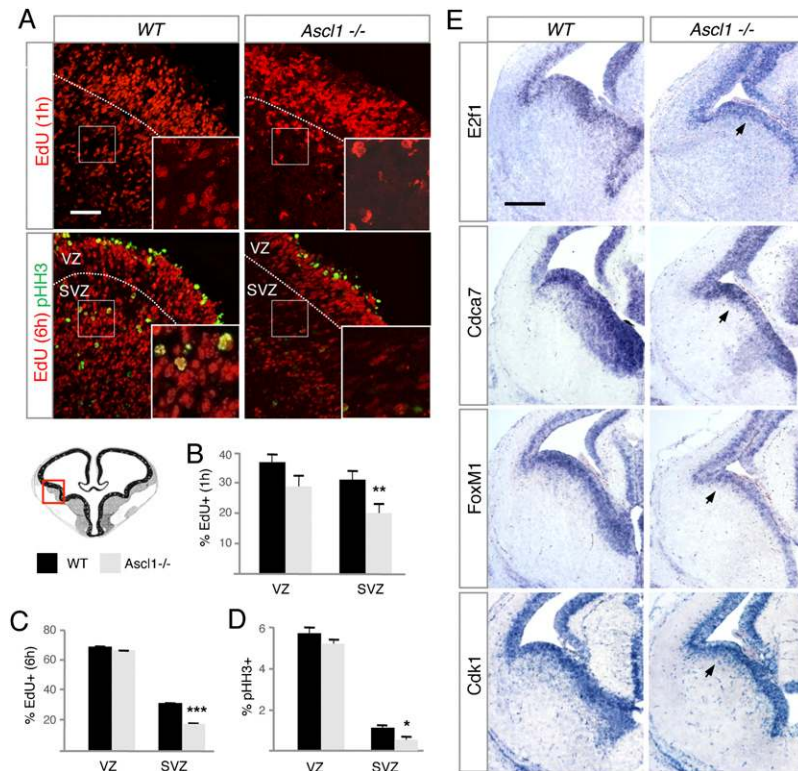 A
WT
Ascl1 -/-
EdU (1h)
EdU (6h) pHH3
VZ
SVZ
VZ
SVZ
WT
Ascl1-/-
B
% EdU+ (1h)
40
30
20
10
VZ
SVZ
**
C
% EdU+ (6h)
80
60
40
20
VZ
SVZ
***
D
% pHH3+
6
4
2
VZ
SVZ
*
E
WT
Ascl1 -/-
E2f1
Cdca7
FoxM1
Cdk1